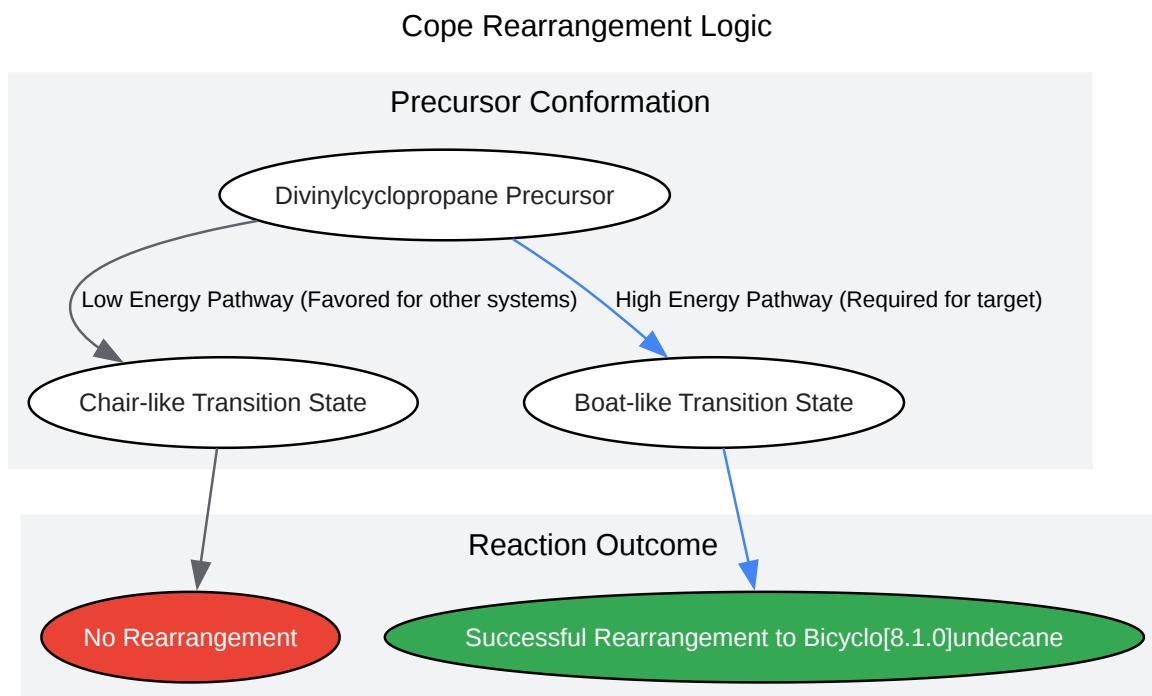 Cope Rearrangement Logic
Precursor Conformation
Divinylcyclopropane Precursor
Low Energy Pathway (Favored for other systems)
High Energy Pathway (Required for target)
Chair-like Transition State
Boat-like Transition State
Reaction Outcome
No Rearrangement
Successful Rearrangement to Bicyclo[8.1.0]undecane